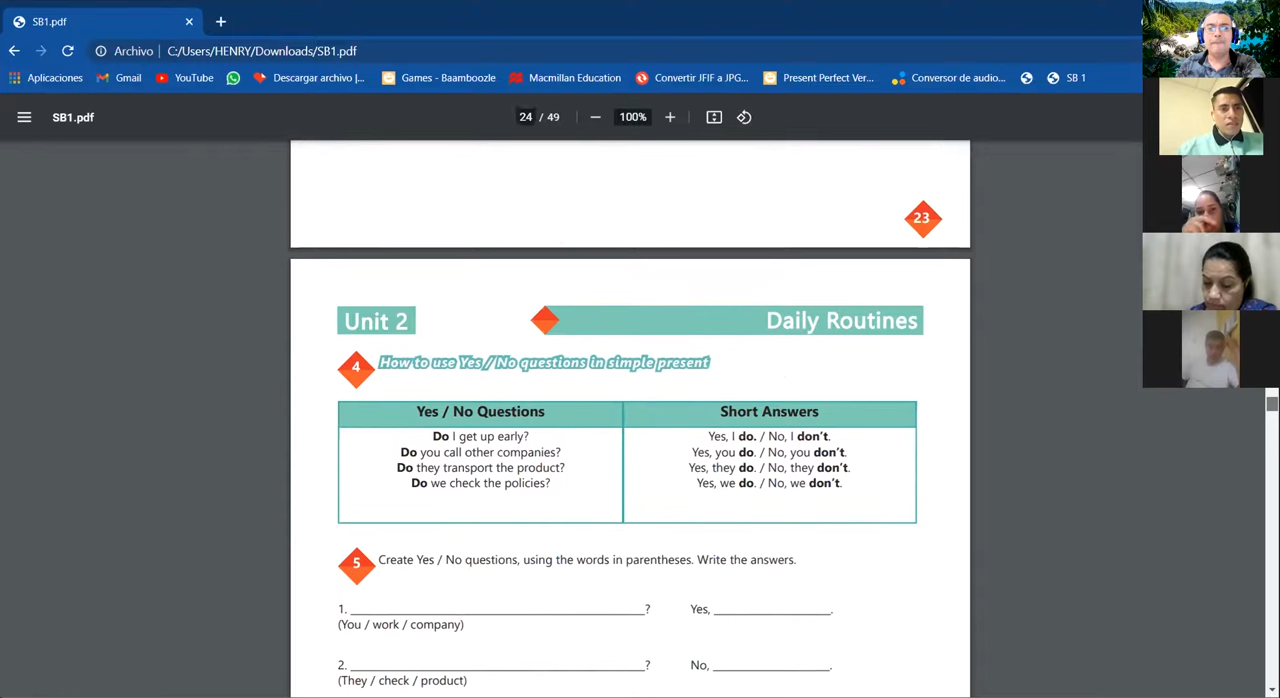 SB1.pdf
Archivo
C:/Users/HENRY/Downloads/SB1.pdf
Aplicaciones
Gmail
YouTube
Descargar archivo |...
Games - Baamboozle
Macmillan Education
Convertir JFIF a JPG...
Present Perfect Ver...
Conversor de audio...
SB 1
SB1.pdf
24 / 49
100%
23
Unit 2
Daily Routines
4 How to use Yes / No questions in simple present
Yes / No Questions
Do I get up early?
Do you call other companies?
Do they transport the product?
Do we check the policies?
Short Answers
Yes, I do. / No, I don't.
Yes, you do. / No, you don't.
Yes, they do. / No, they don't.
Yes, we do. / No, we don't.
5 Create Yes / No questions, using the words in parentheses. Write the answers.
1. ______________________________________________? Yes, __________________.
(You / work / company)
2. ______________________________________________? No, __________________.
(They / check / product)